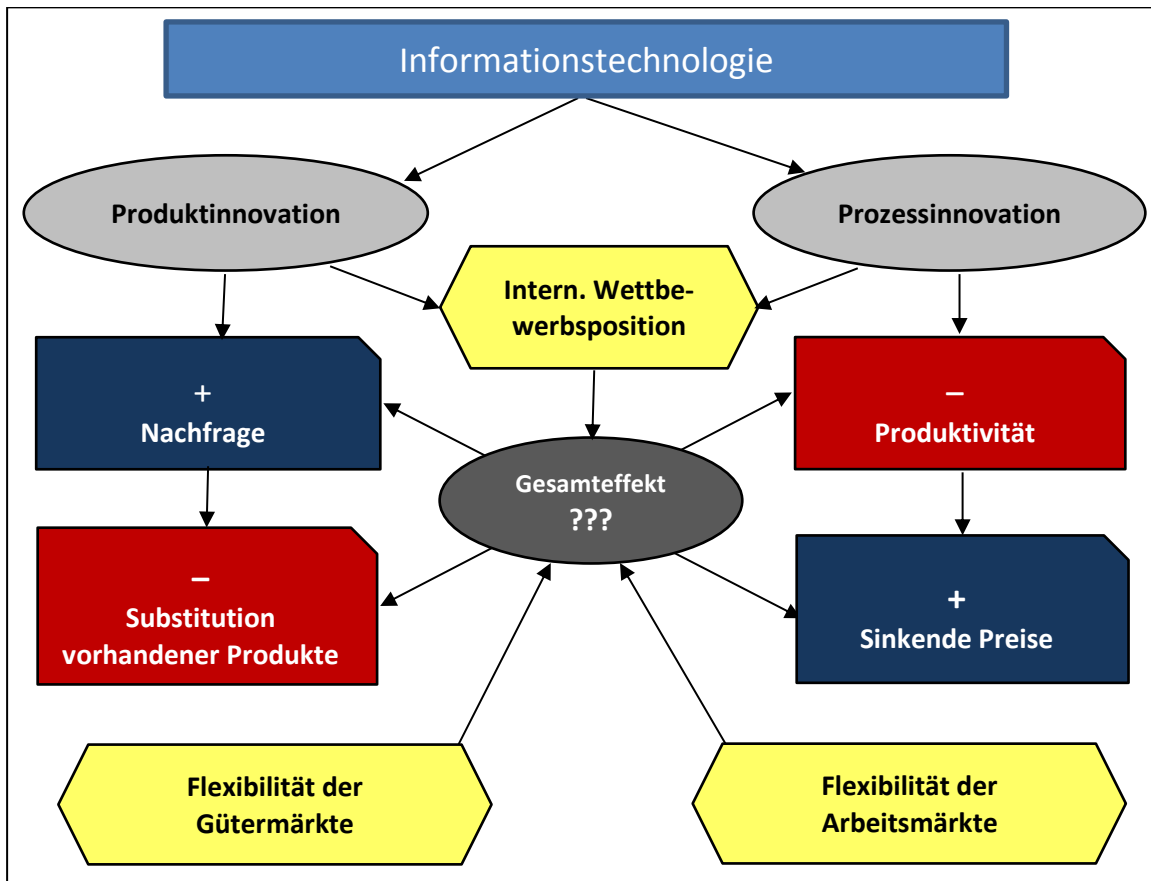 Informationstechnologie
Produktinnovation
Prozessinnovation
Intern. Wettbe-
werbsposition
+
Nachfrage
–
Produktivität
Gesamteffekt
???
–
Substitution
vorhandener Produkte
+
Sinkende Preise
Flexibilität der
Gütermärkte
Flexibilität der
Arbeitsmärkte